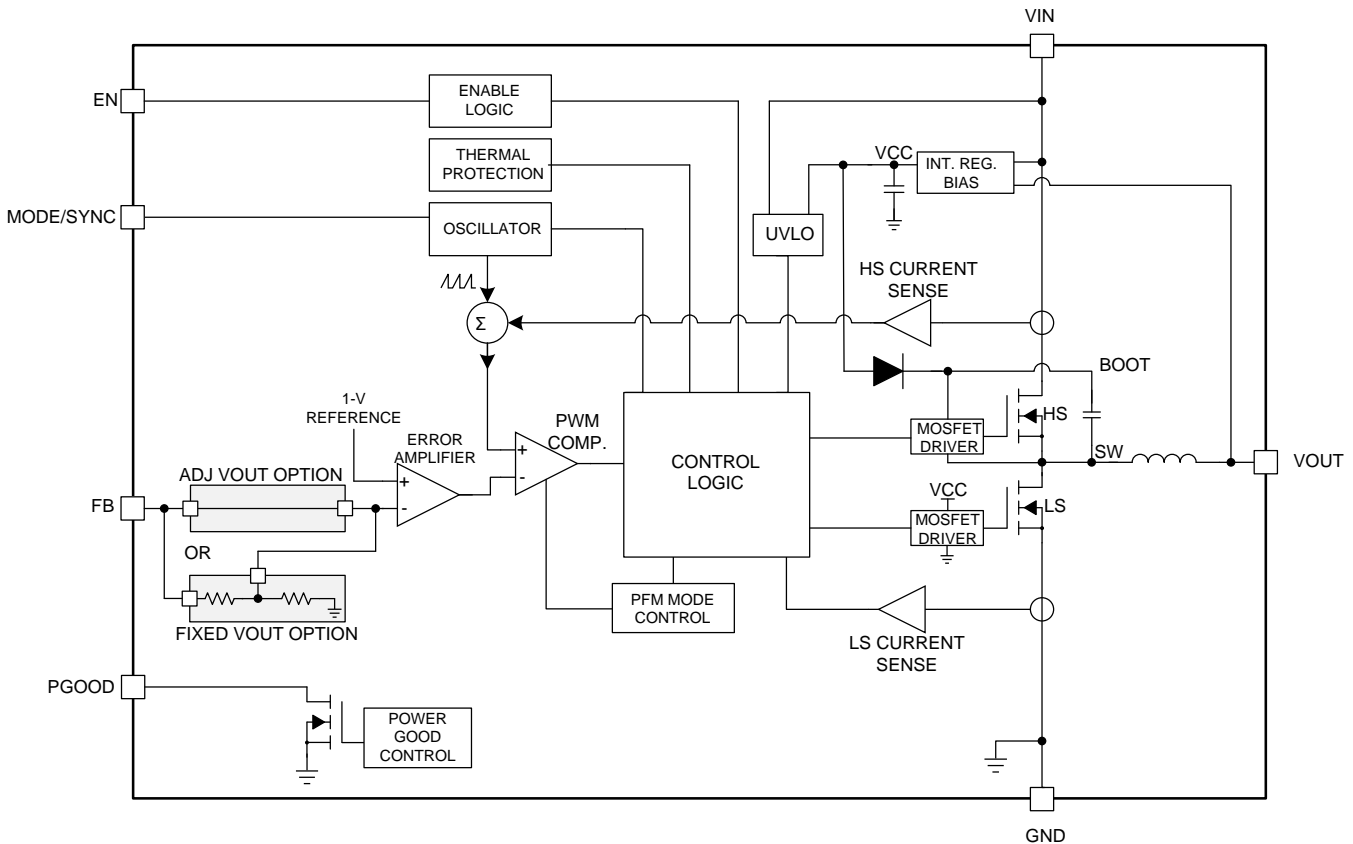 VIN
EN
ENABLE
LOGIC
THERMAL
PROTECTION
VCC
INT. REG.
BIAS
MODE/SYNC
OSCILLATOR
UVLO
HS CURRENT
SENSE
Σ
BOOT
1-V
REFERENCE
ERROR
AMPLIFIER
+
-
PWM
COMP.
+
-
CONTROL
LOGIC
MOSFET
DRIVER
HS
SW
VOUT
ADJ VOUT OPTION
FB
OR
FIXED VOUT OPTION
VCC
MOSFET
DRIVER
LS
PFM MODE
CONTROL
LS CURRENT
SENSE
PGOOD
POWER
GOOD
CONTROL
GND